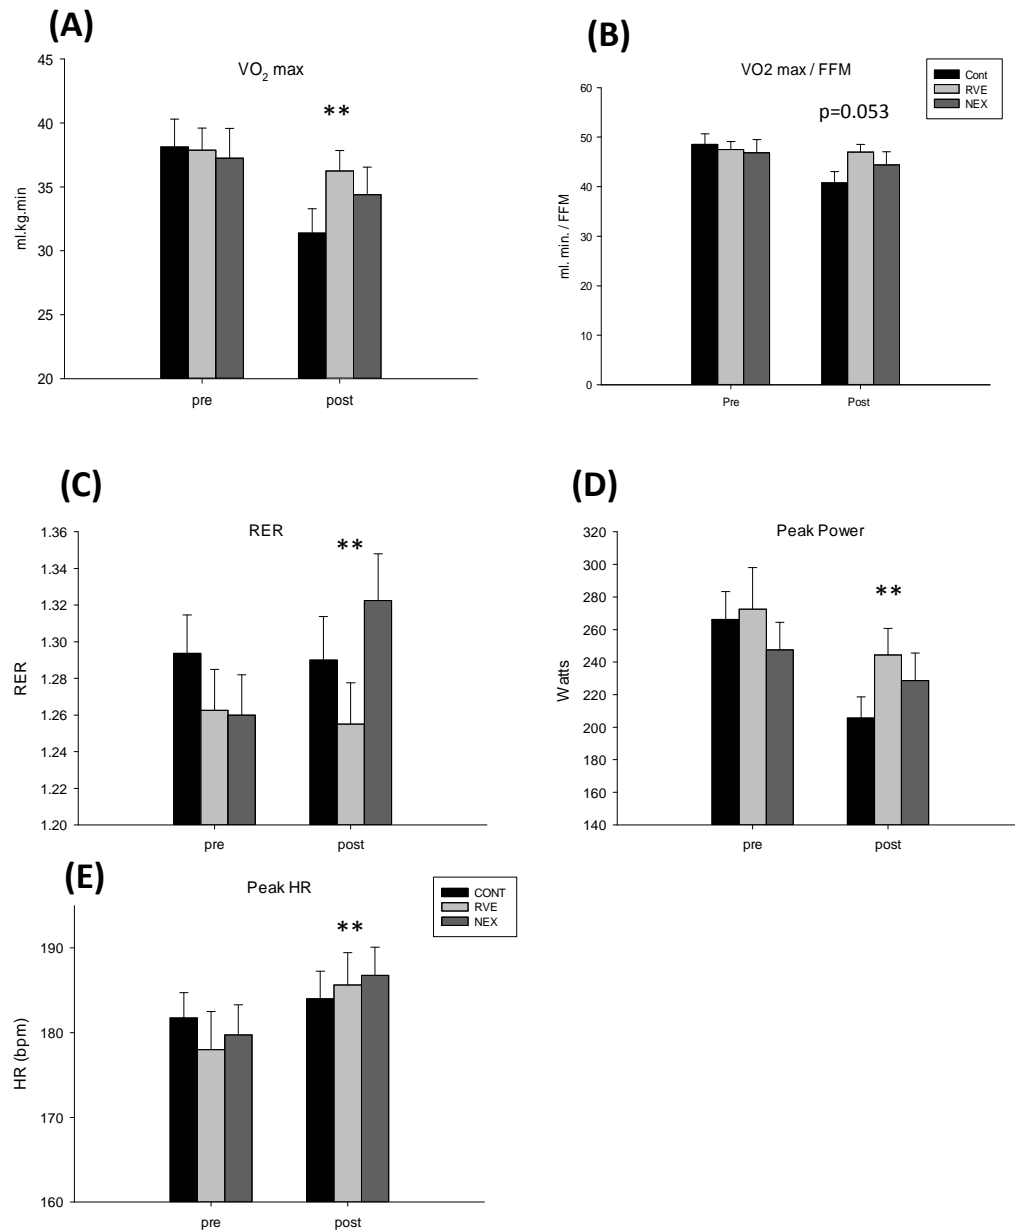 (A)
VO2 max
45
40
35
30
25
20
ml.kg.min
**
pre
post
(B)
VO2 max / FFM
Cont
RVE
NEX
p=0.053
60
50
40
30
20
10
0
ml. min. / FFM
Pre
Post
(C)
RER
1.36
1.34
1.32
1.30
1.28
1.26
1.24
1.22
1.20
RER
**
pre
post
(D)
Peak Power
320
300
280
260
240
220
200
180
160
140
Watts
**
pre
post
(E)
Peak HR
CONT
RVE
NEX
190
180
170
160
HR (bpm)
**
pre
post